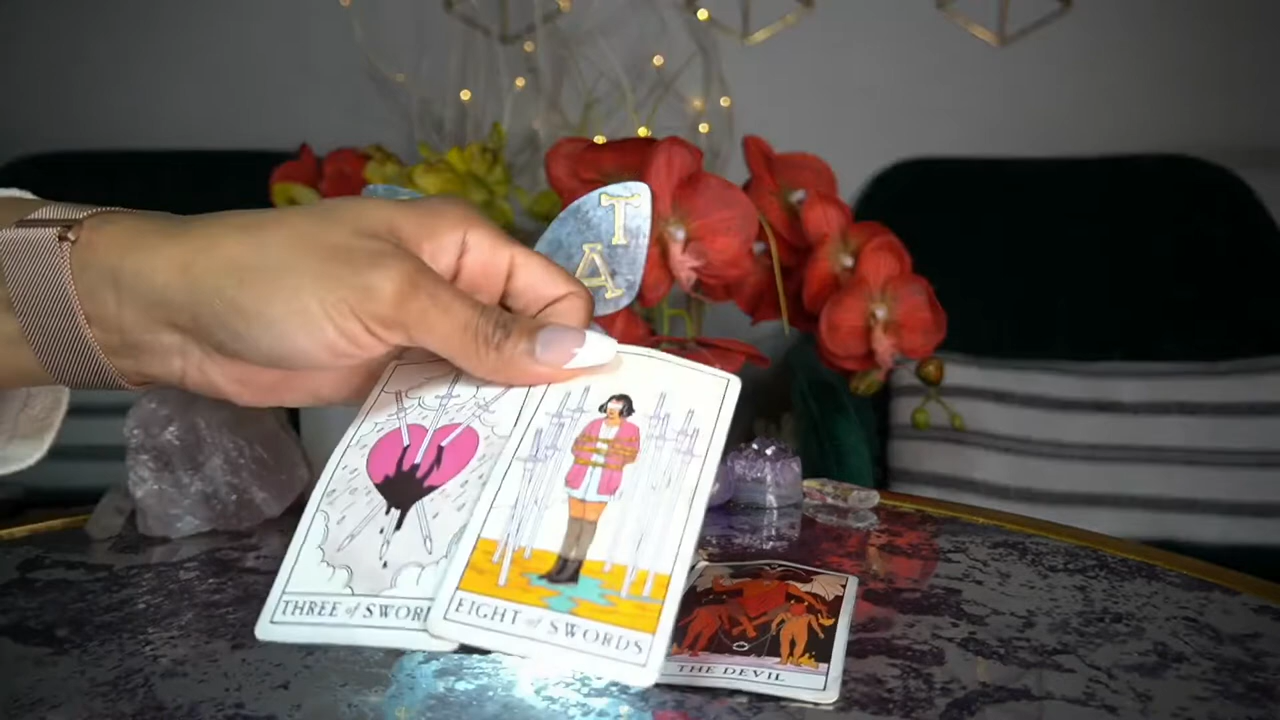 T
A
THREE of SWOR
EIGHT of SWORDS
THE DEVIL